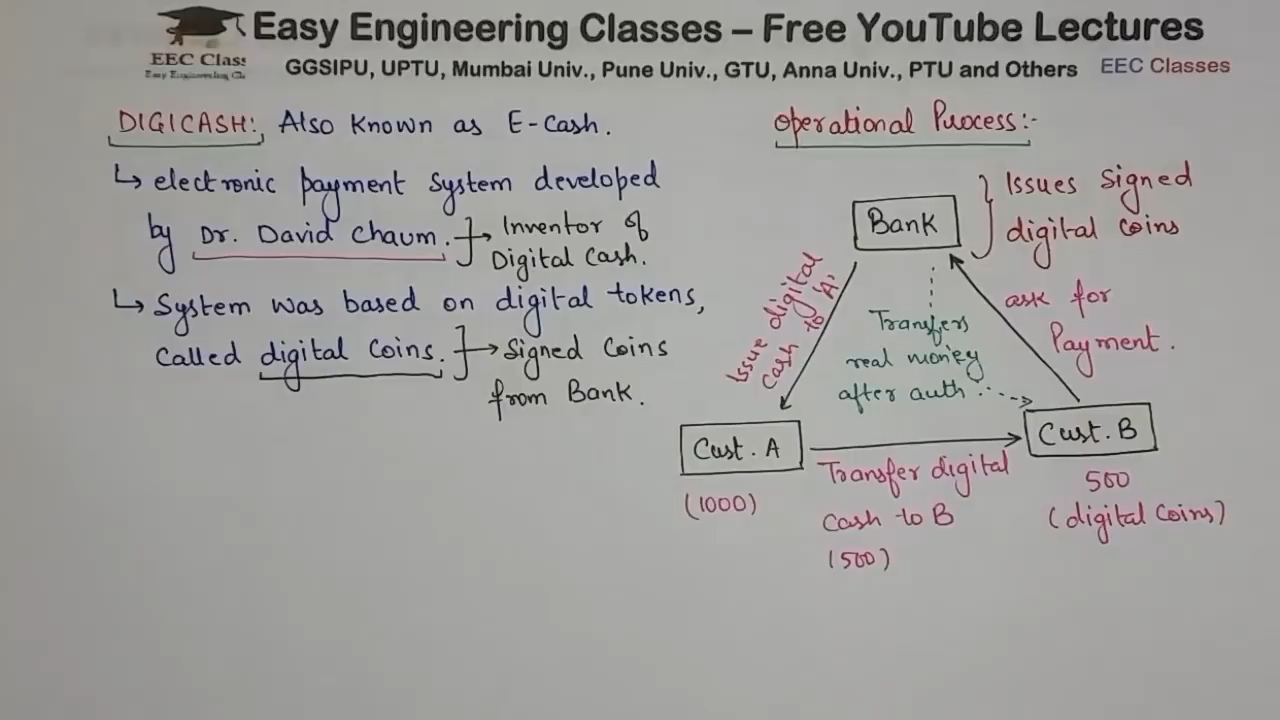 Easy Engineering Classes – Free YouTube Lectures
EEC Class
GGSIPU, UPTU, Mumbai Univ., Pune Univ., GTU, Anna Univ., PTU and Others
EEC Classes
DIGICASH: Also known as E-Cash.
↳ electronic payment system developed
by Dr. David Chaum. → Inventor of
Digital Cash.
↳ System was based on digital tokens,
called digital coins. → Signed Coins
from Bank.
Operational Process:-
Bank
Issues signed
digital coins
Issue digital
cash to 'A'
Transfers
real money
after auth.
ask for
Payment.
Cust. A
(1000)
Transfer digital
cash to B
(500)
Cust. B
500
(digital coins)